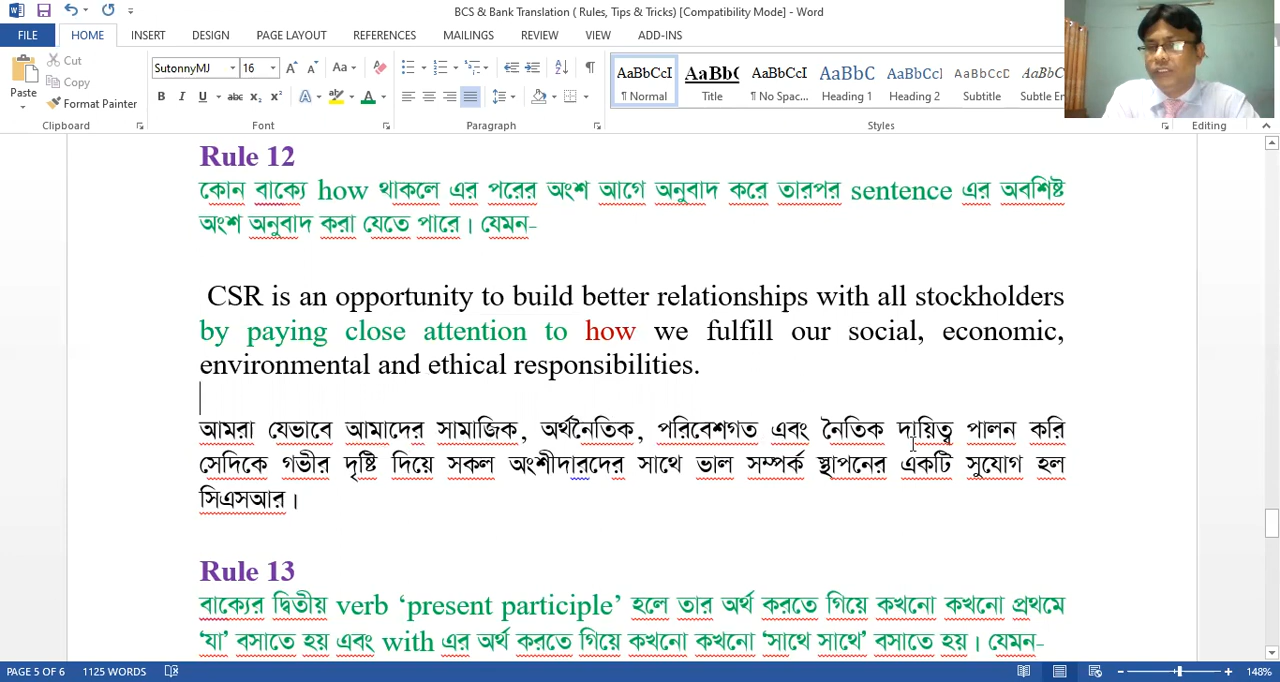 BCS & Bank Translation ( Rules, Tips & Tricks) [Compatibility Mode] - Word
FILE HOME INSERT DESIGN PAGE LAYOUT REFERENCES MAILINGS REVIEW VIEW ADD-INS
Paste
Cut
Copy
Format Painter
Clipboard
SutonnyMJ 16
Font
Paragraph
AaBbCcI AaBb AaBbCcI AaBbCc AaBbCcI AaBbCcI AaBbCcI
¶ Normal Title ¶ No Spac... Heading 1 Heading 2 Subtitle Subtle En
Styles
Editing
Rule 12
কোন বাক্যে how থাকলে এর পরের অংশ আগে অনুবাদ করে তারপর sentence এর অবশিষ্ট
অংশ অনুবাদ করা যেতে পারে। যেমন-
CSR is an opportunity to build better relationships with all stockholders
by paying close attention to how we fulfill our social, economic,
environmental and ethical responsibilities.
আমরা যেভাবে আমাদের সামাজিক, অর্থনৈতিক, পরিবেশগত এবং নৈতিক দায়িত্ব পালন করি
সেদিকে গভীর দৃষ্টি দিয়ে সকল অংশীদারদের সাথে ভাল সম্পর্ক স্থাপনের একটি সুযোগ হল
সিএসআর।
Rule 13
বাক্যের দ্বিতীয় verb ‘present participle’ হলে তার অর্থ করতে গিয়ে কখনো কখনো প্রথমে
‘যা’ বসাতে হয় এবং with এর অর্থ করতে গিয়ে কখনো কখনো ‘সাথে সাথে’ বসাতে হয়। যেমন-
PAGE 5 OF 6 1125 WORDS 148%